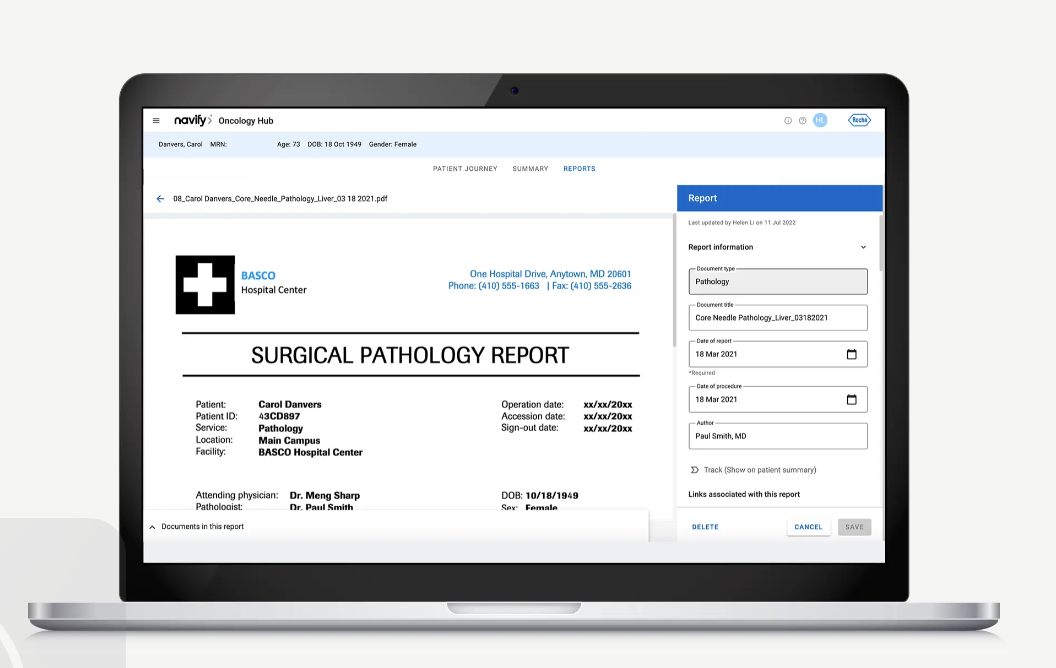 navify Oncology Hub
HL
Roche
Danvers, Carol MRN: Age: 73 DOB: 18 Oct 1949 Gender: Female
PATIENT JOURNEY SUMMARY REPORTS
08_Carol Danvers_Core_Needle_Pathology_Liver_03 18 2021.pdf
BASCO
Hospital Center
One Hospital Drive, Anytown, MD 20601
Phone: (410) 555-1663 | Fax: (410) 555-2636
SURGICAL PATHOLOGY REPORT
Patient: Carol Danvers
Patient ID: 43CD897
Service: Pathology
Location: Main Campus
Facility: BASCO Hospital Center
Operation date: xx/xx/20xx
Accession date: xx/xx/20xx
Sign-out date: xx/xx/20xx
Attending physician: Dr. Meng Sharp
Pathologist: Dr. Paul Smith
DOB: 10/18/1949
Sex: Female
Documents in this report
Report
Last updated by Helen Li on 11 Jul 2022
Report information
Document type
Pathology
Document title
Core Needle Pathology_Liver_03182021
Date of report
18 Mar 2021
*Required
Date of procedure
18 Mar 2021
Author
Paul Smith, MD
Track (Show on patient summary)
Links associated with this report
DELETE CANCEL SAVE